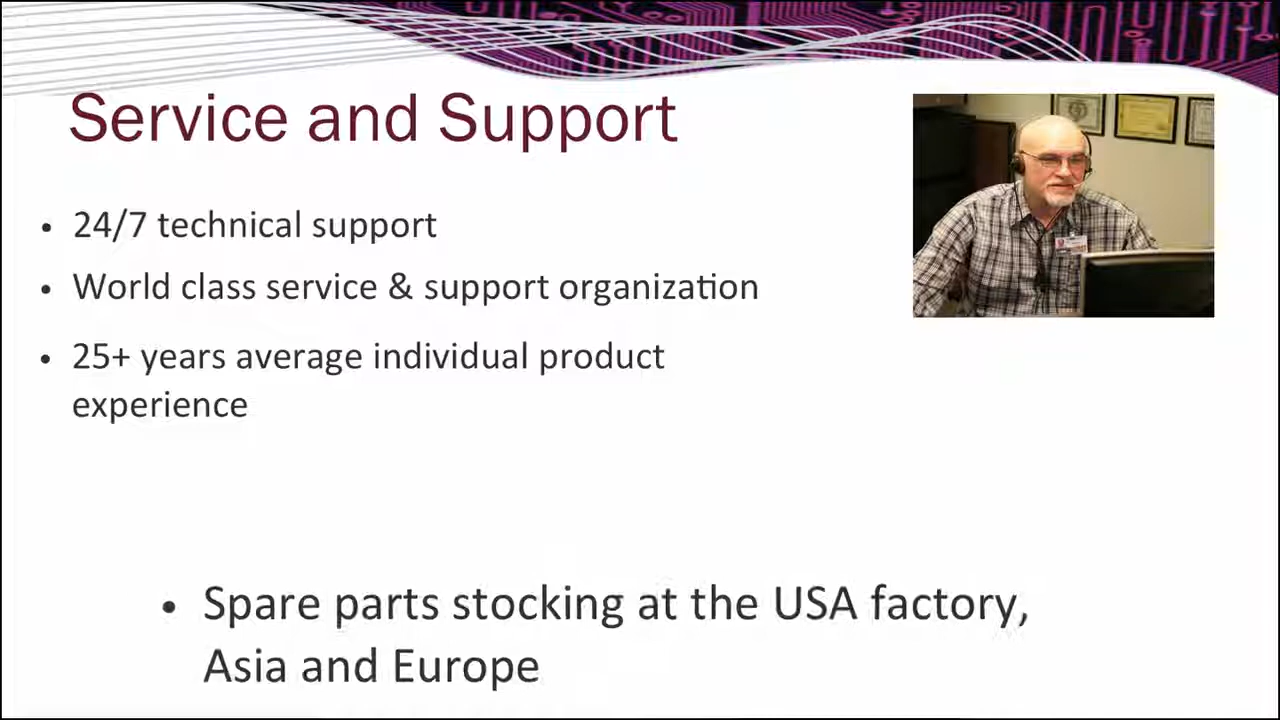 Service and Support
• 24/7 technical support
• World class service & support organization
• 25+ years average individual product
experience
• Spare parts stocking at the USA factory,
Asia and Europe